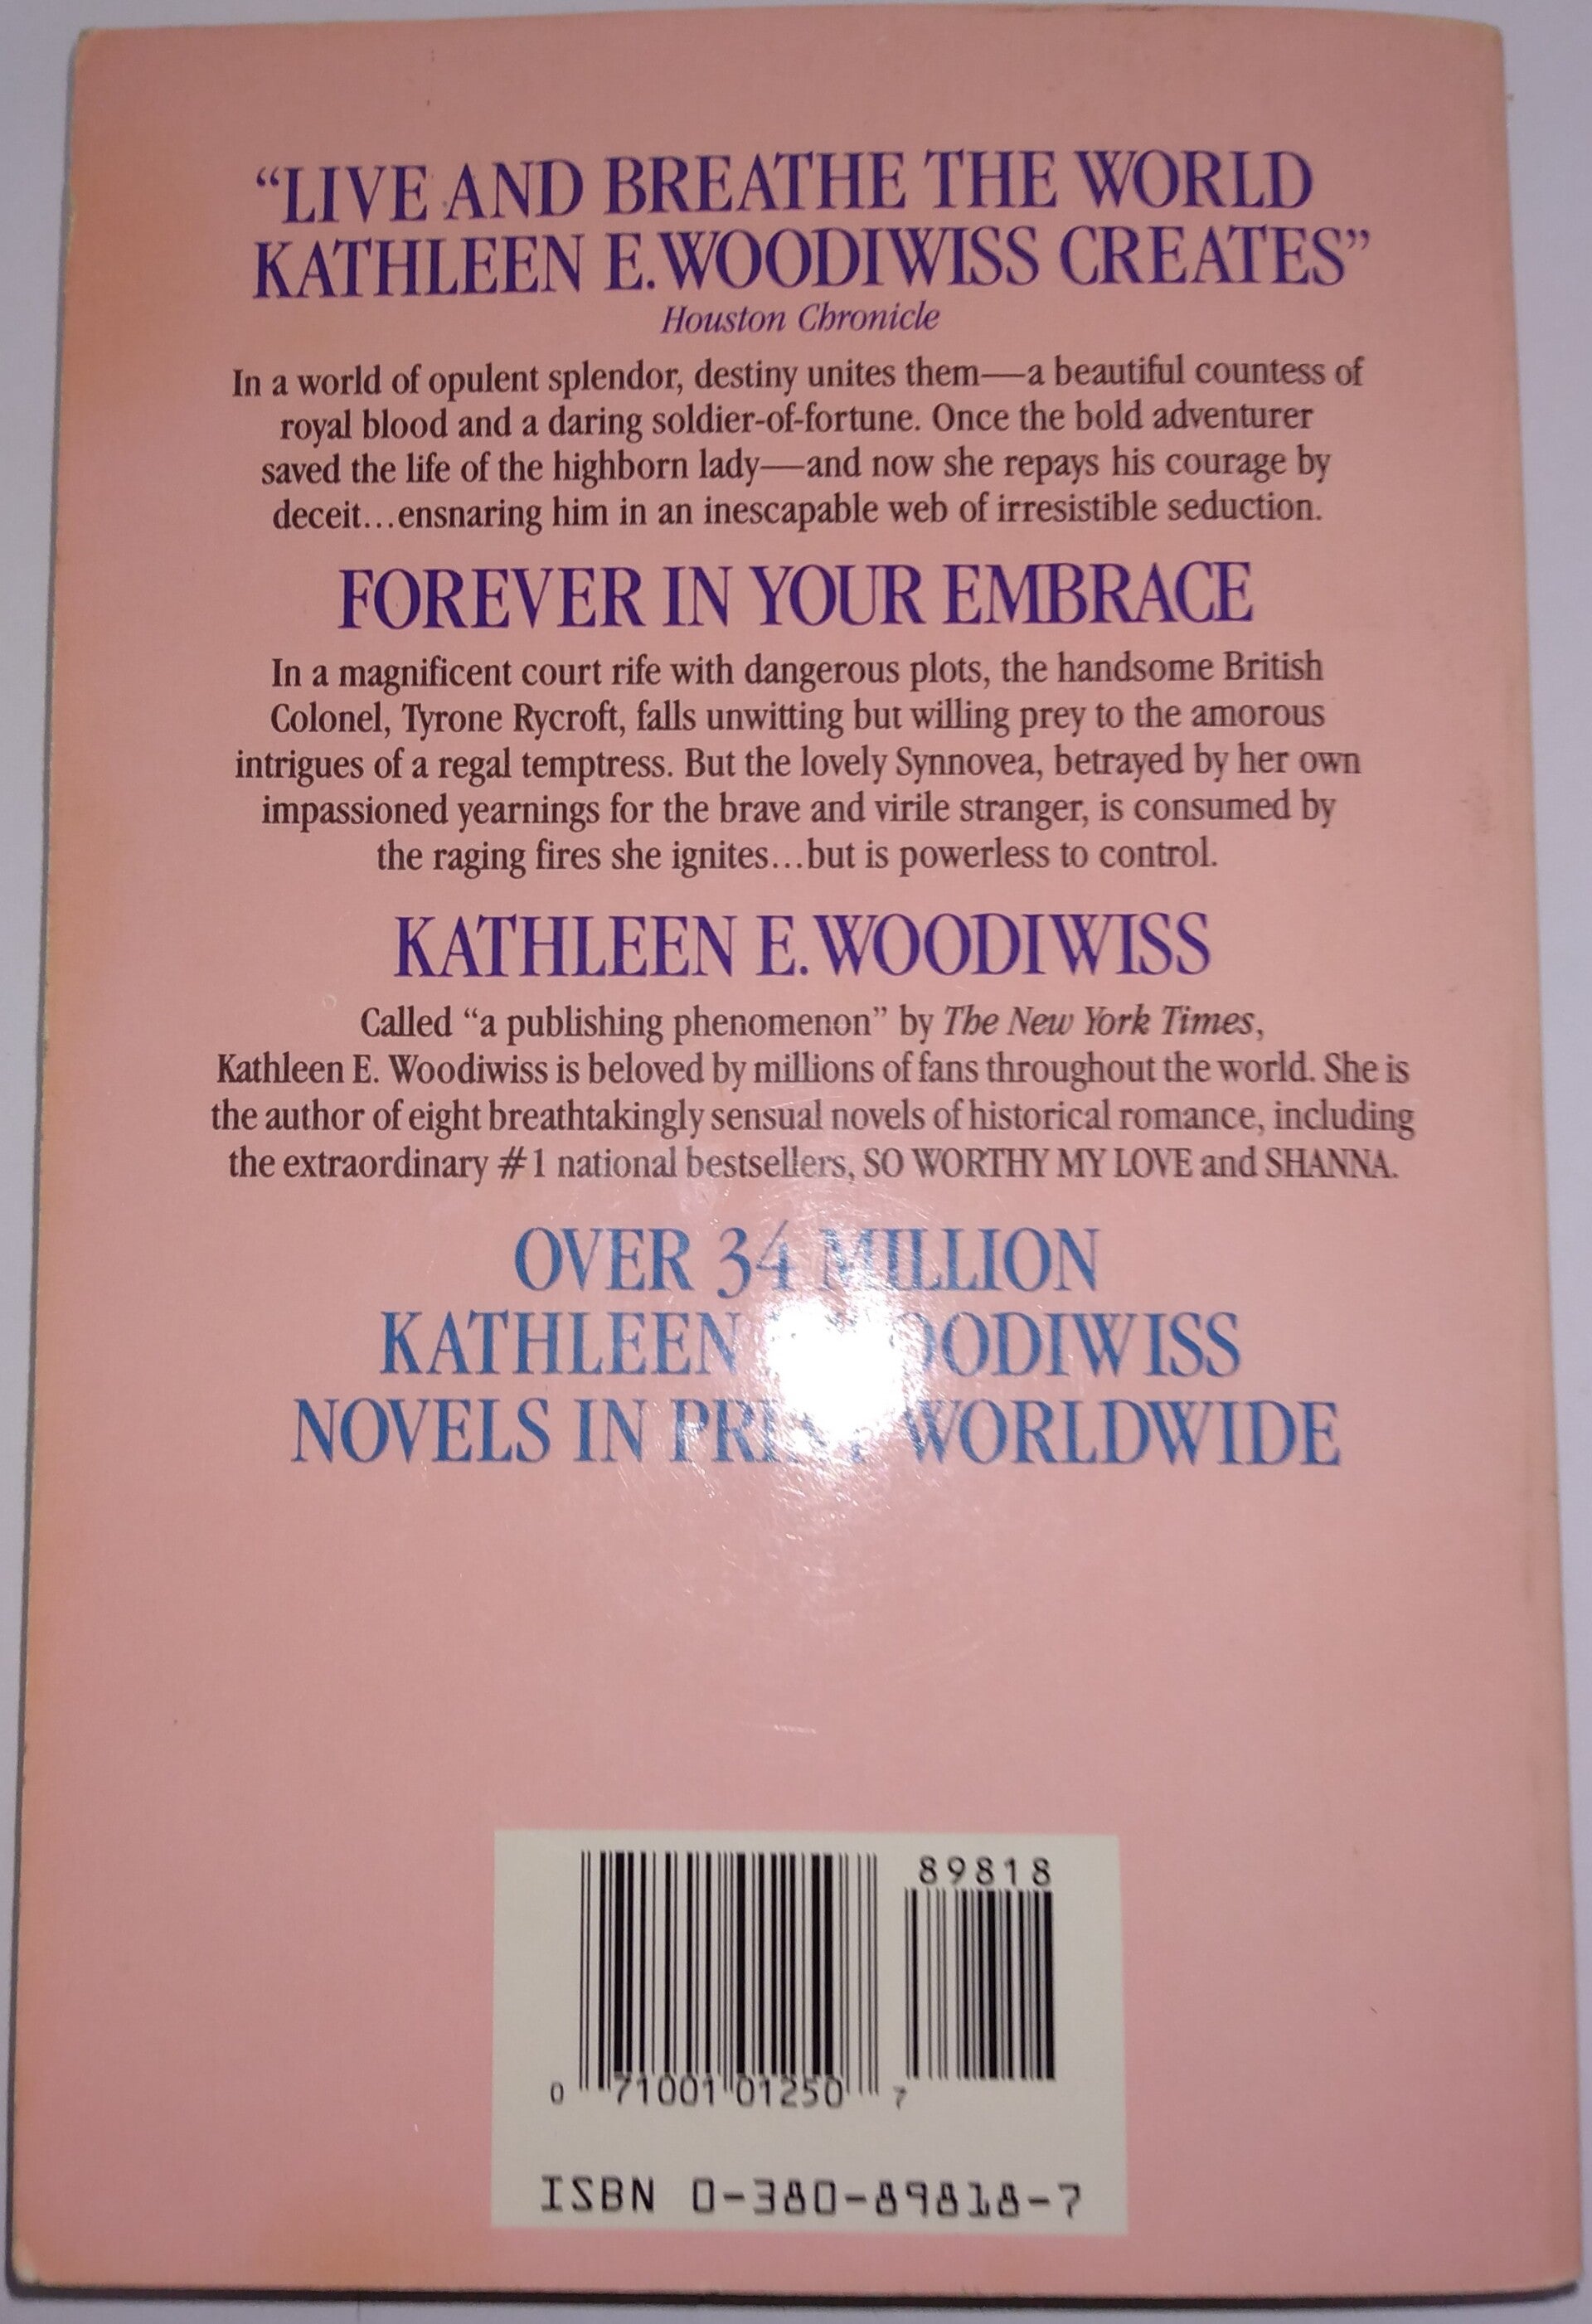 “LIVE AND BREATHE THE WORLD
KATHLEEN E. WOODIWISS CREATES”
Houston Chronicle
In a world of opulent splendor, destiny unites them—a beautiful countess of
royal blood and a daring soldier-of-fortune. Once the bold adventurer
saved the life of the highborn lady—and now she repays his courage by
deceit...ensnaring him in an inescapable web of irresistible seduction.
FOREVER IN YOUR EMBRACE
In a magnificent court rife with dangerous plots, the handsome British
Colonel, Tyrone Rycroft, falls unwitting but willing prey to the amorous
intrigues of a regal temptress. But the lovely Synnovea, betrayed by her own
impassioned yearnings for the brave and virile stranger, is consumed by
the raging fires she ignites...but is powerless to control.
KATHLEEN E. WOODIWISS
Called “a publishing phenomenon” by The New York Times,
Kathleen E. Woodiwiss is beloved by millions of fans throughout the world. She is
the author of eight breathtakingly sensual novels of historical romance, including
the extraordinary #1 national bestsellers, SO WORTHY MY LOVE and SHANNA.
OVER 34 MILLION
KATHLEEN WOODIWISS
NOVELS IN PRINT WORLDWIDE
89818
0 71001 01250 7
ISBN 0-380-89818-7